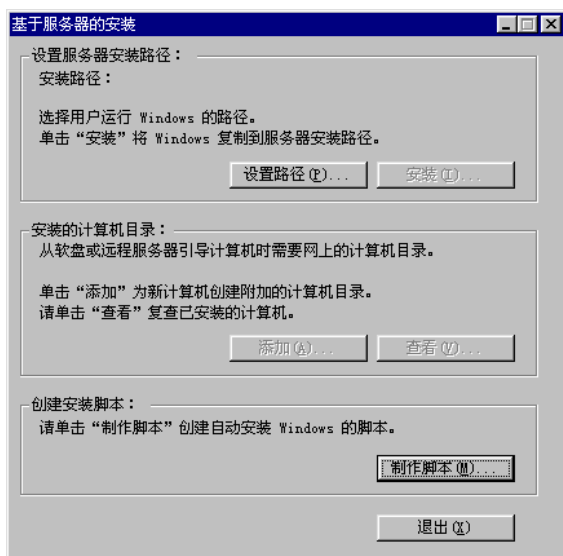 基于服务器的安装
设置服务器安装路径：
安装路径：
选择用户运行 Windows 的路径。
单击“安装”将 Windows 复制到服务器安装路径。
设置路径(P)... 安装(I)...
安装的计算机目录：
从软盘或远程服务器引导计算机时需要网上的计算机目录。
单击“添加”为新计算机创建附加的计算机目录。
请单击“查看”复查已安装的计算机。
添加(A)... 查看(V)...
创建安装脚本：
请单击“制作脚本”创建自动安装 Windows 的脚本。
制作脚本(M)...
退出(X)